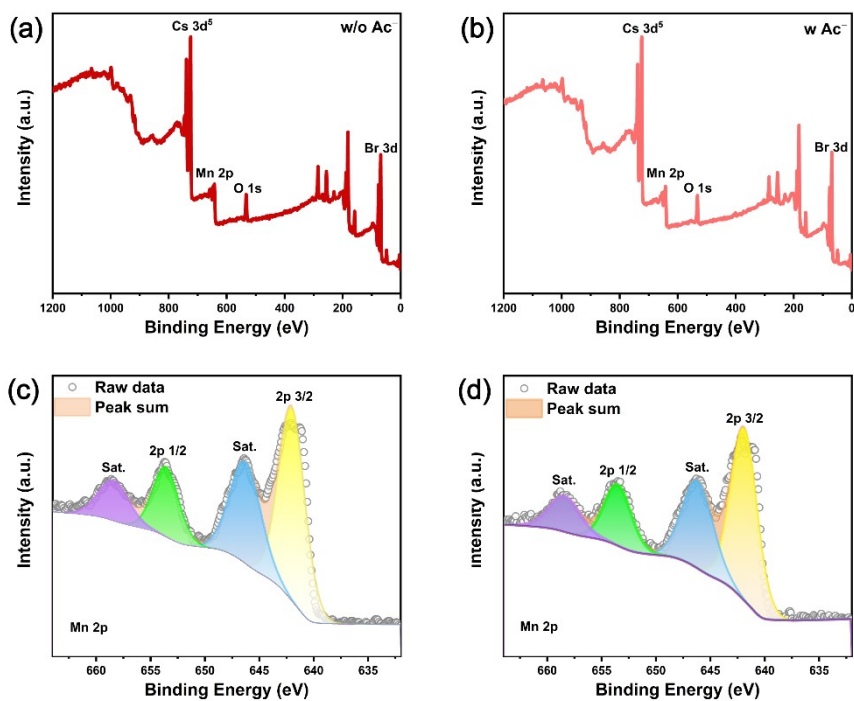 (a)
w/o Ac⁻
Cs 3d⁵
Mn 2p
O 1s
Br 3d
Intensity (a.u.)
1200 1000 800 600 400 200 0
Binding Energy (eV)
(b)
w Ac⁻
Cs 3d⁵
Mn 2p
O 1s
Br 3d
Intensity (a.u.)
1200 1000 800 600 400 200 0
Binding Energy (eV)
(c)
Raw data
Peak sum
2p 3/2
Sat.
2p 1/2
Sat.
Mn 2p
Intensity (a.u.)
660 655 650 645 640 635
Binding Energy (eV)
(d)
Raw data
Peak sum
2p 3/2
Sat.
2p 1/2
Sat.
Mn 2p
intensity (a.u.)
660 655 650 645 640 635
Binding Energy (eV)